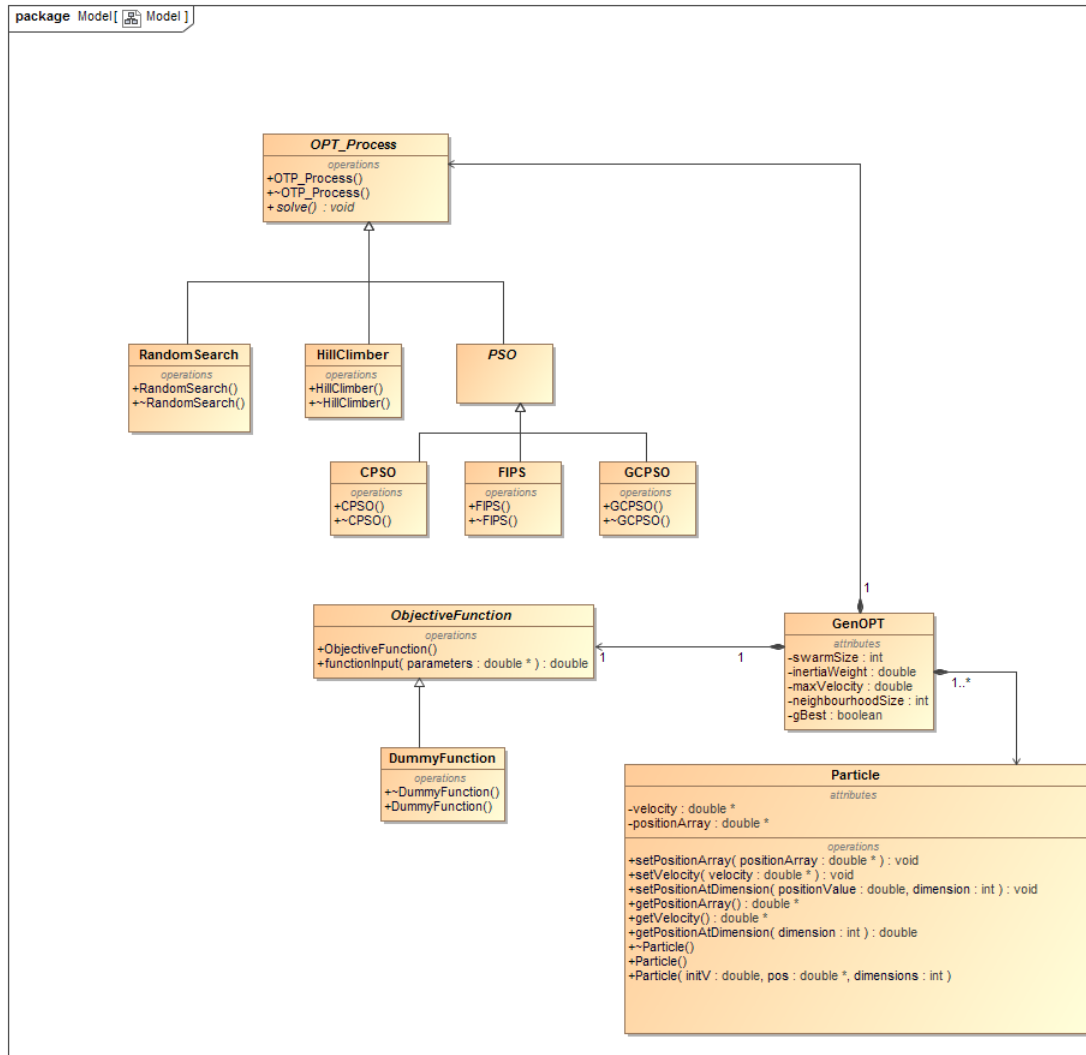 package Model[ Model ]
OPT_Process
operations
+OTP_Process()
+~OTP_Process()
+ solve() : void
RandomSearch
operations
+RandomSearch()
+~RandomSearch()
HillClimber
operations
+HillClimber()
+~HillClimber()
PSO
CPSO
operations
+CPSO()
+~CPSO()
FIPS
operations
+FIPS()
+~FIPS()
GCPSO
operations
+GCPSO()
+~GCPSO()
ObjectiveFunction
operations
+ObjectiveFunction()
+functionInput( parameters : double * ) : double
1
1
1
GenOPT
attributes
-swarmSize : int
-inertiaWeight : double
-maxVelocity : double
-neighbourhoodSize : int
-gBest : boolean
1..*
DummyFunction
operations
+~DummyFunction()
+DummyFunction()
Particle
attributes
-velocity : double *
-positionArray : double *
operations
+setPositionArray( positionArray : double * ) : void
+setVelocity( velocity : double * ) : void
+setPositionAtDimension( positionValue : double, dimension : int ) : void
+getPositionArray() : double *
+getVelocity() : double *
+getPositionAtDimension( dimension : int ) : double
+~Particle()
+Particle()
+Particle( initV : double, pos : double *, dimensions : int )